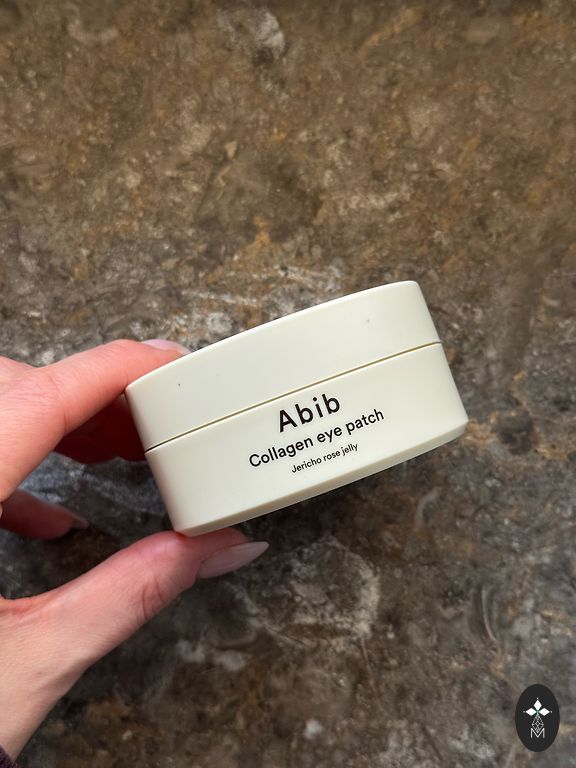 Abib
Collagen eye patch
Jericho rose jelly
M